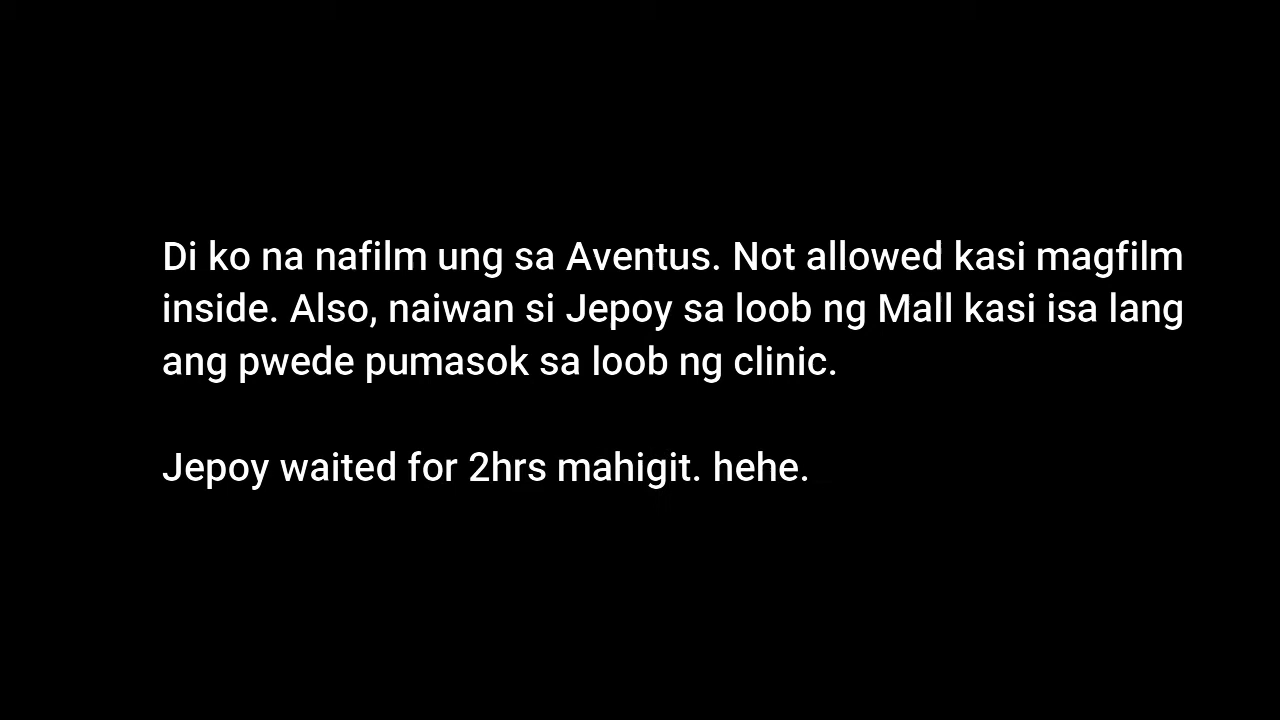 Di ko na nafilm ung sa Aventus. Not allowed kasi magfilm
inside. Also, naiwan si Jepoy sa loob ng Mall kasi isa lang
ang pwede pumasok sa loob ng clinic.
Jepoy waited for 2hrs mahigit. hehe.